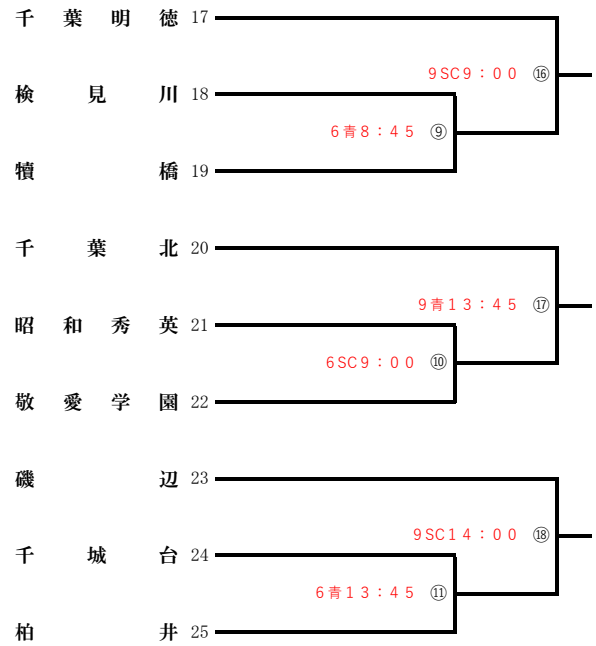 千葉明徳 17
9SC9：００ ⑯
検見川 18
6青8：４５ ⑨
犢橋 19
千葉北 20
9青1３：４５ ⑰
昭和秀英 21
6SC9：００ ⑩
敬愛学園 22
磯辺 23
9SC1４：００ ⑱
千城台 24
6青1３：４５ ⑪
柏井 25